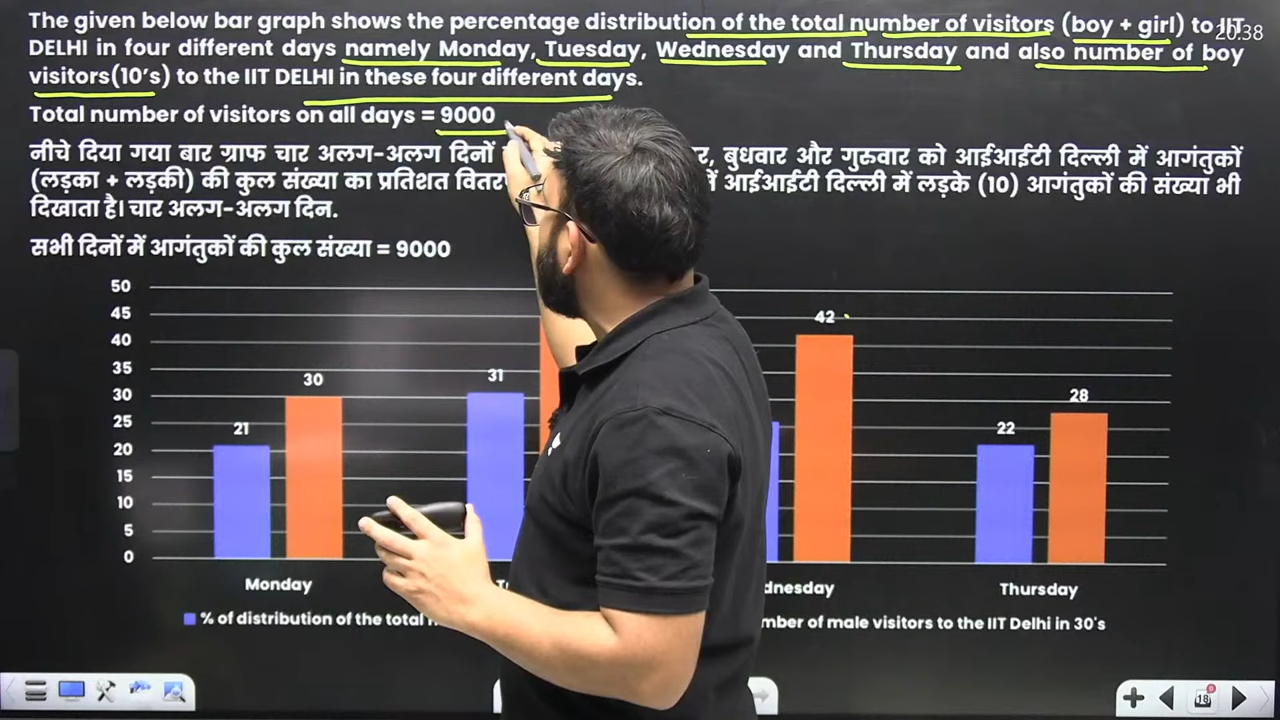 The given below bar graph shows the percentage distribution of the total number of visitors (boy + girl) to IIT
20:38
DELHI in four different days namely Monday, Tuesday, Wednesday and Thursday and also number of boy
visitors(10's) to the IIT DELHI in these four different days.
Total number of visitors on all days = 9000
नीचे दिया गया बार ग्राफ चार अलग-अलग दिनों बुधवार और गुरुवार को आईआईटी दिल्ली में आगंतुकों
(लड़का + लड़की) की कुल संख्या का प्रतिशत आईआईटी दिल्ली में लड़के (10) आगंतुकों की संख्या भी
दिखाता है। चार अलग-अलग दिन.
सभी दिनों में आगंतुकों की कुल संख्या = 9000
50
45
40
35
30
25
20
15
10
5
0
21
30
31
42
22
28
Monday
Thursday
% of distribution of the total
of male visitors to the IIT Delhi in 30's
18